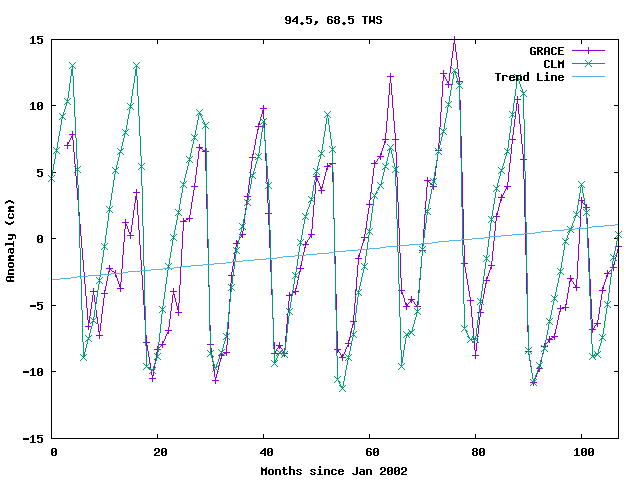 94.5, 68.5 TWS
GRACE
CLM
Trend Line
15
10
5
0
-5
-10
-15
Anomaly (cm)
0 20 40 60 80 100
Months since Jan 2002